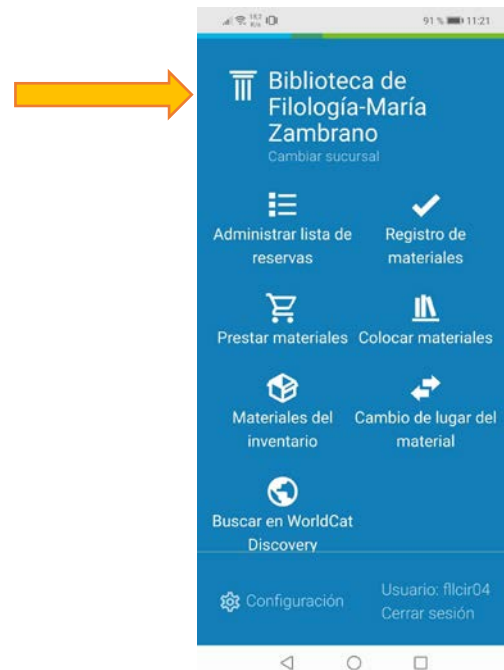 91 % 11:21
Biblioteca de
Filología-María
Zambrano
Cambiar sucursal
Administrar lista de
reservas
Registro de
materiales
Prestar materiales
Colocar materiales
Materiales del
inventario
Cambio de lugar del
material
Buscar en WorldCat
Discovery
Configuración
Usuario: fllcir04
Cerrar sesión